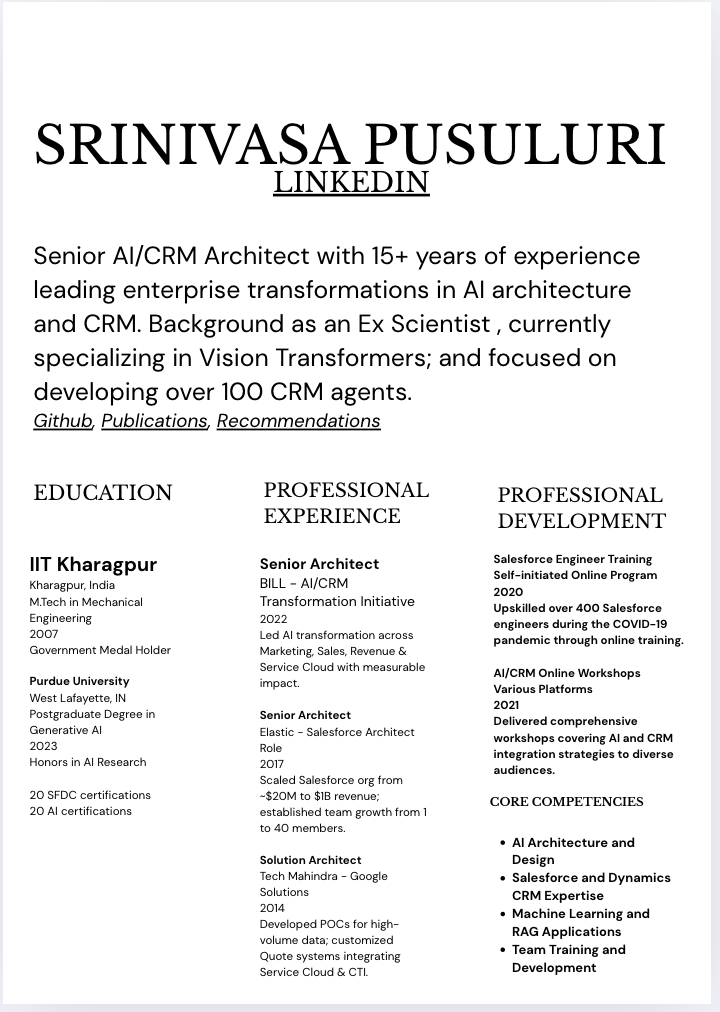 SRINIVASA PUSULURI
LINKEDIN
Senior AI/CRM Architect with 15+ years of experience
leading enterprise transformations in AI architecture
and CRM. Background as an Ex Scientist , currently
specializing in Vision Transformers; and focused on
developing over 100 CRM agents.
Github, Publications, Recommendations
EDUCATION
IIT Kharagpur
Kharagpur, India
M.Tech in Mechanical
Engineering
2007
Government Medal Holder
Purdue University
West Lafayette, IN
Postgraduate Degree in
Generative AI
2023
Honors in AI Research
20 SFDC certifications
20 AI certifications
PROFESSIONAL
EXPERIENCE
Senior Architect
BILL - AI/CRM
Transformation Initiative
2022
Led AI transformation across
Marketing, Sales, Revenue &
Service Cloud with measurable
impact.
Senior Architect
Elastic - Salesforce Architect
Role
2017
Scaled Salesforce org from
~$20M to $1B revenue;
established team growth from 1
to 40 members.
Solution Architect
Tech Mahindra - Google
Solutions
2014
Developed POCs for high-
volume data; customized
Quote systems integrating
Service Cloud & CTI.
PROFESSIONAL
DEVELOPMENT
Salesforce Engineer Training
Self-initiated Online Program
2020
Upskilled over 400 Salesforce
engineers during the COVID-19
pandemic through online training.
AI/CRM Online Workshops
Various Platforms
2021
Delivered comprehensive
workshops covering AI and CRM
integration strategies to diverse
audiences.
CORE COMPETENCIES
• AI Architecture and
Design
• Salesforce and Dynamics
CRM Expertise
• Machine Learning and
RAG Applications
• Team Training and
Development